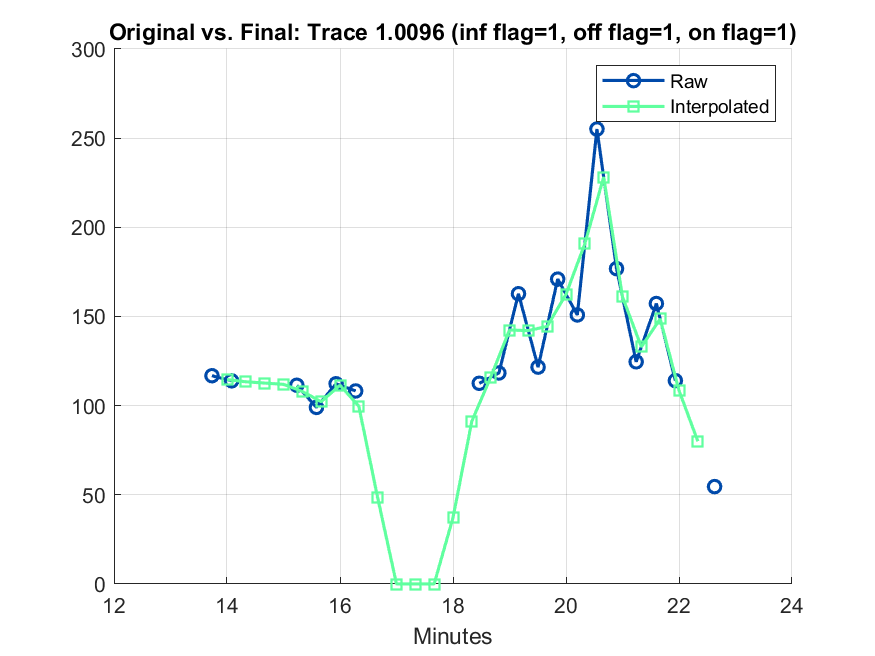 Original vs. Final: Trace 1.0096 (inf flag=1, off flag=1, on flag=1)
300
250
200
150
100
50
0
Raw
Interpolated
12 14 16 18 20 22 24
Minutes